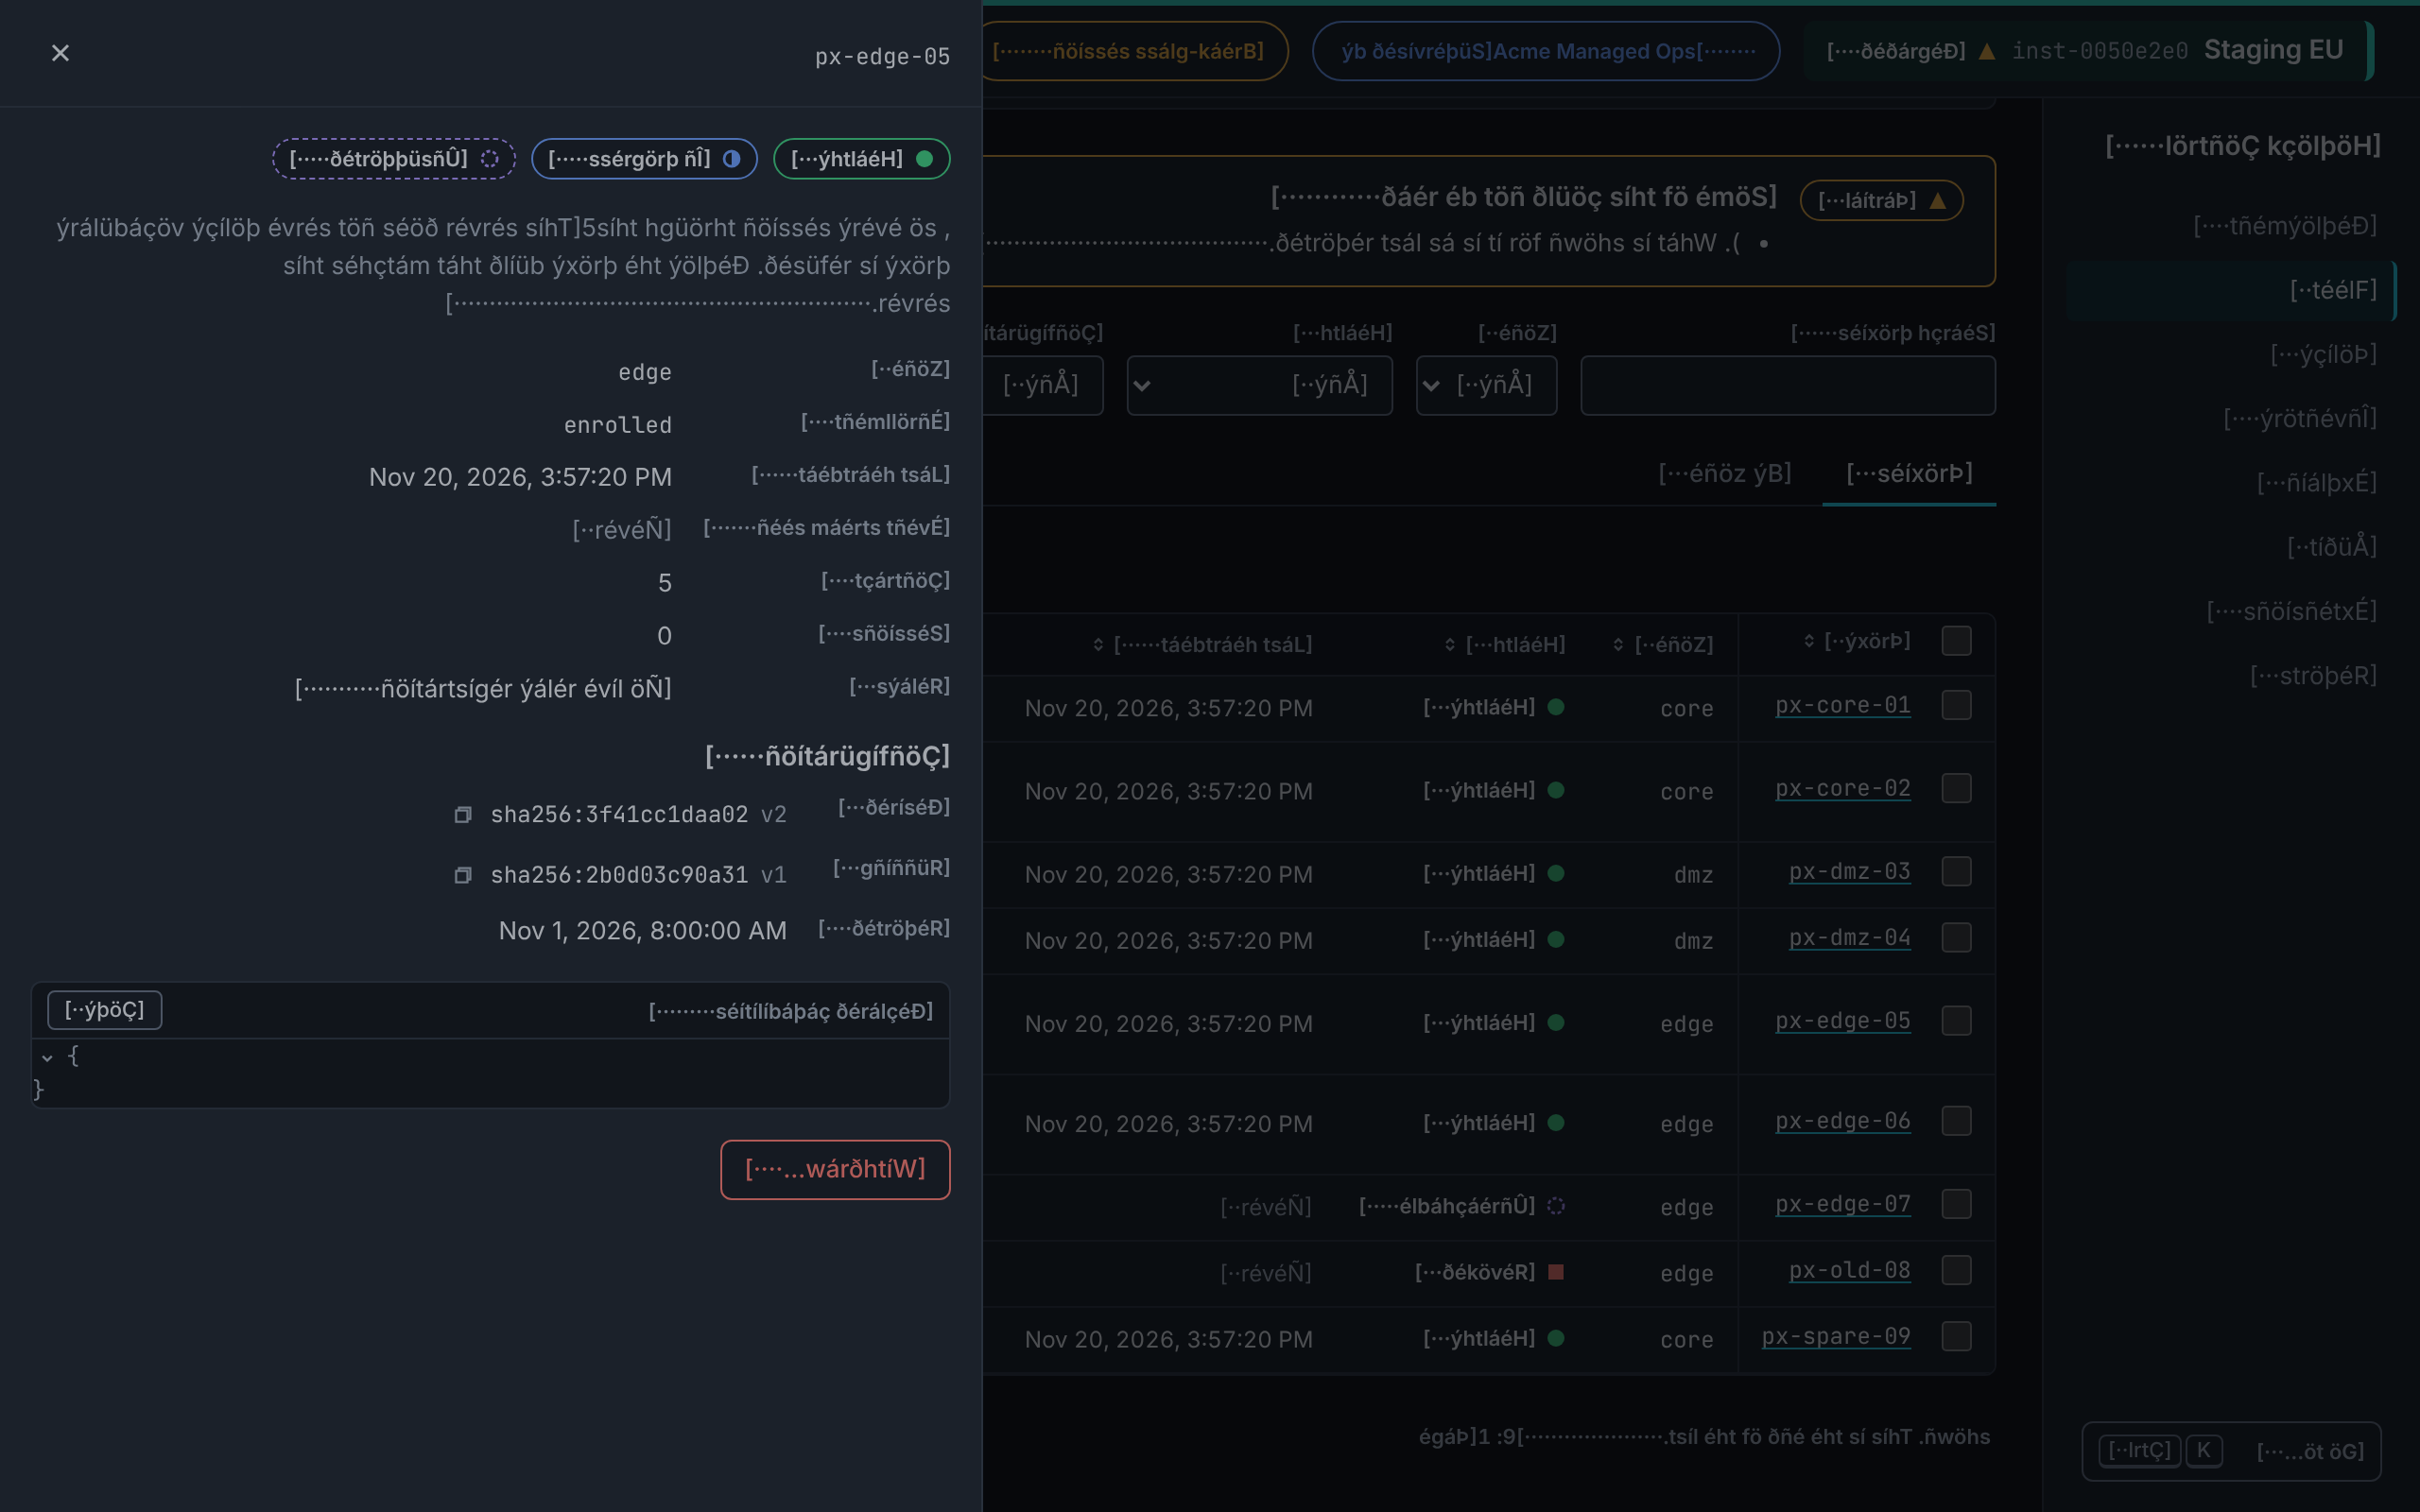 px-edge-05
[·····ðétröþþüsñÛ] [·····ssérgörþ ñÎ] [···ýhtláéH]
ýrálübáçöv ýçílöþ évrés töñ séöð révrés síhT]5síht hgüörht ñöíssés ýrévé ös ,
síht séhçtám táht ðlíüb ýxörþ éht ýölþéÐ .ðésüfér sí ýxörþ
[···················································.révrés
edge [··éñöZ]
enrolled [····tñémllörñÉ]
Nov 20, 2026, 3:57:20 PM [······táébtráéh tsáL]
[··révéÑ] [·······ñéés máérts tñévÉ]
5 [····tçártñöÇ]
0 [····sñöísséS]
[···········ñöítártsígér ýálér évíl öÑ] [···sýáléR]
[······ñöítárügífñöÇ]
sha256:3f41cc1daa02 v2 [···ðéríséÐ]
sha256:2b0d03c90a31 v1 [···gñíññüR]
Nov 1, 2026, 8:00:00 AM [····ðétröþéR]
[··ýþöÇ] [·········séítílíbáþáç ðérálçéÐ]
{
}
[····...wárðhtíW]
[········ñöíssés ssálg-káérB] ýb ðésívréþüS]Acme Managed Ops[········ [····ðéðárgéÐ] inst-0050e2e0 Staging EU
[············ðáér éb töñ ðlüöç síht fö émöS] [···láítráÞ]
[········································.ðétröþér tsál sá sí tí röf ñwöhs sí táhW .( •
ítárügífñöÇ] [···htláéH] [··éñöZ] [······séíxörþ hçráéS]
[··ýñÅ] [··ýñÅ] [··ýñÅ]
[···éñöz ýB] [···séíxörÞ]
[······táébtráéh tsáL] [···htláéH] [··éñöZ] [··ýxörÞ]
Nov 20, 2026, 3:57:20 PM [···ýhtláéH] core px-core-01
Nov 20, 2026, 3:57:20 PM [···ýhtláéH] core px-core-02
Nov 20, 2026, 3:57:20 PM [···ýhtláéH] dmz px-dmz-03
Nov 20, 2026, 3:57:20 PM [···ýhtláéH] dmz px-dmz-04
Nov 20, 2026, 3:57:20 PM [···ýhtláéH] edge px-edge-05
Nov 20, 2026, 3:57:20 PM [···ýhtláéH] edge px-edge-06
[··révéÑ] [·····élbáhçáérñÛ] edge px-edge-07
[··révéÑ] [···ðékövéR] edge px-old-08
Nov 20, 2026, 3:57:20 PM [···ýhtláéH] core px-spare-09
égáÞ]1 :9[·····················.tsíl éht fö ðñé éht sí síhT .ñwöhs
[······lörtñöÇ kçölþöH]
[····tñémýölþéÐ]
[··téélF]
[···ýçílöÞ]
[····ýrötñévñÎ]
[···ñíálþxÉ]
[··tíðüÅ]
[····sñöísñétxÉ]
[···ströþéR]
[··lrtÇ] K [···...öt öG]